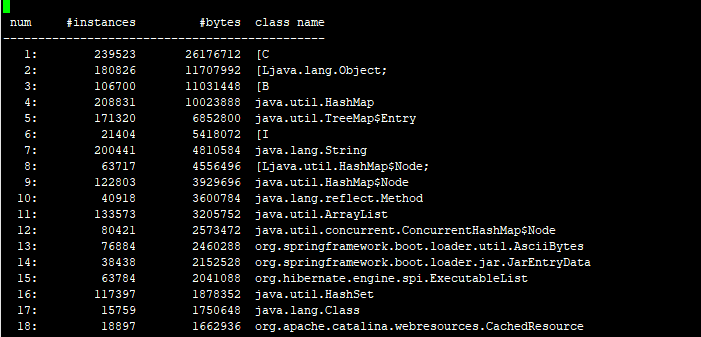 num #instances #bytes class name
----------------------------------------------
1: 239523 26176712 [C
2: 180826 11707992 [Ljava.lang.Object;
3: 106700 11031448 [B
4: 208831 10023888 java.util.HashMap
5: 171320 6852800 java.util.TreeMap$Entry
6: 21404 5418072 [I
7: 200441 4810584 java.lang.String
8: 63717 4556496 [Ljava.util.HashMap$Node;
9: 122803 3929696 java.util.HashMap$Node
10: 40918 3600784 java.lang.reflect.Method
11: 133573 3205752 java.util.ArrayList
12: 80421 2573472 java.util.concurrent.ConcurrentHashMap$Node
13: 76884 2460288 org.springframework.boot.loader.util.AsciiBytes
14: 38438 2152528 org.springframework.boot.loader.jar.JarEntryData
15: 63784 2041088 org.hibernate.engine.spi.ExecutableList
16: 117397 1878352 java.util.HashSet
17: 15759 1750648 java.lang.Class
18: 18897 1662936 org.apache.catalina.webresources.CachedResource